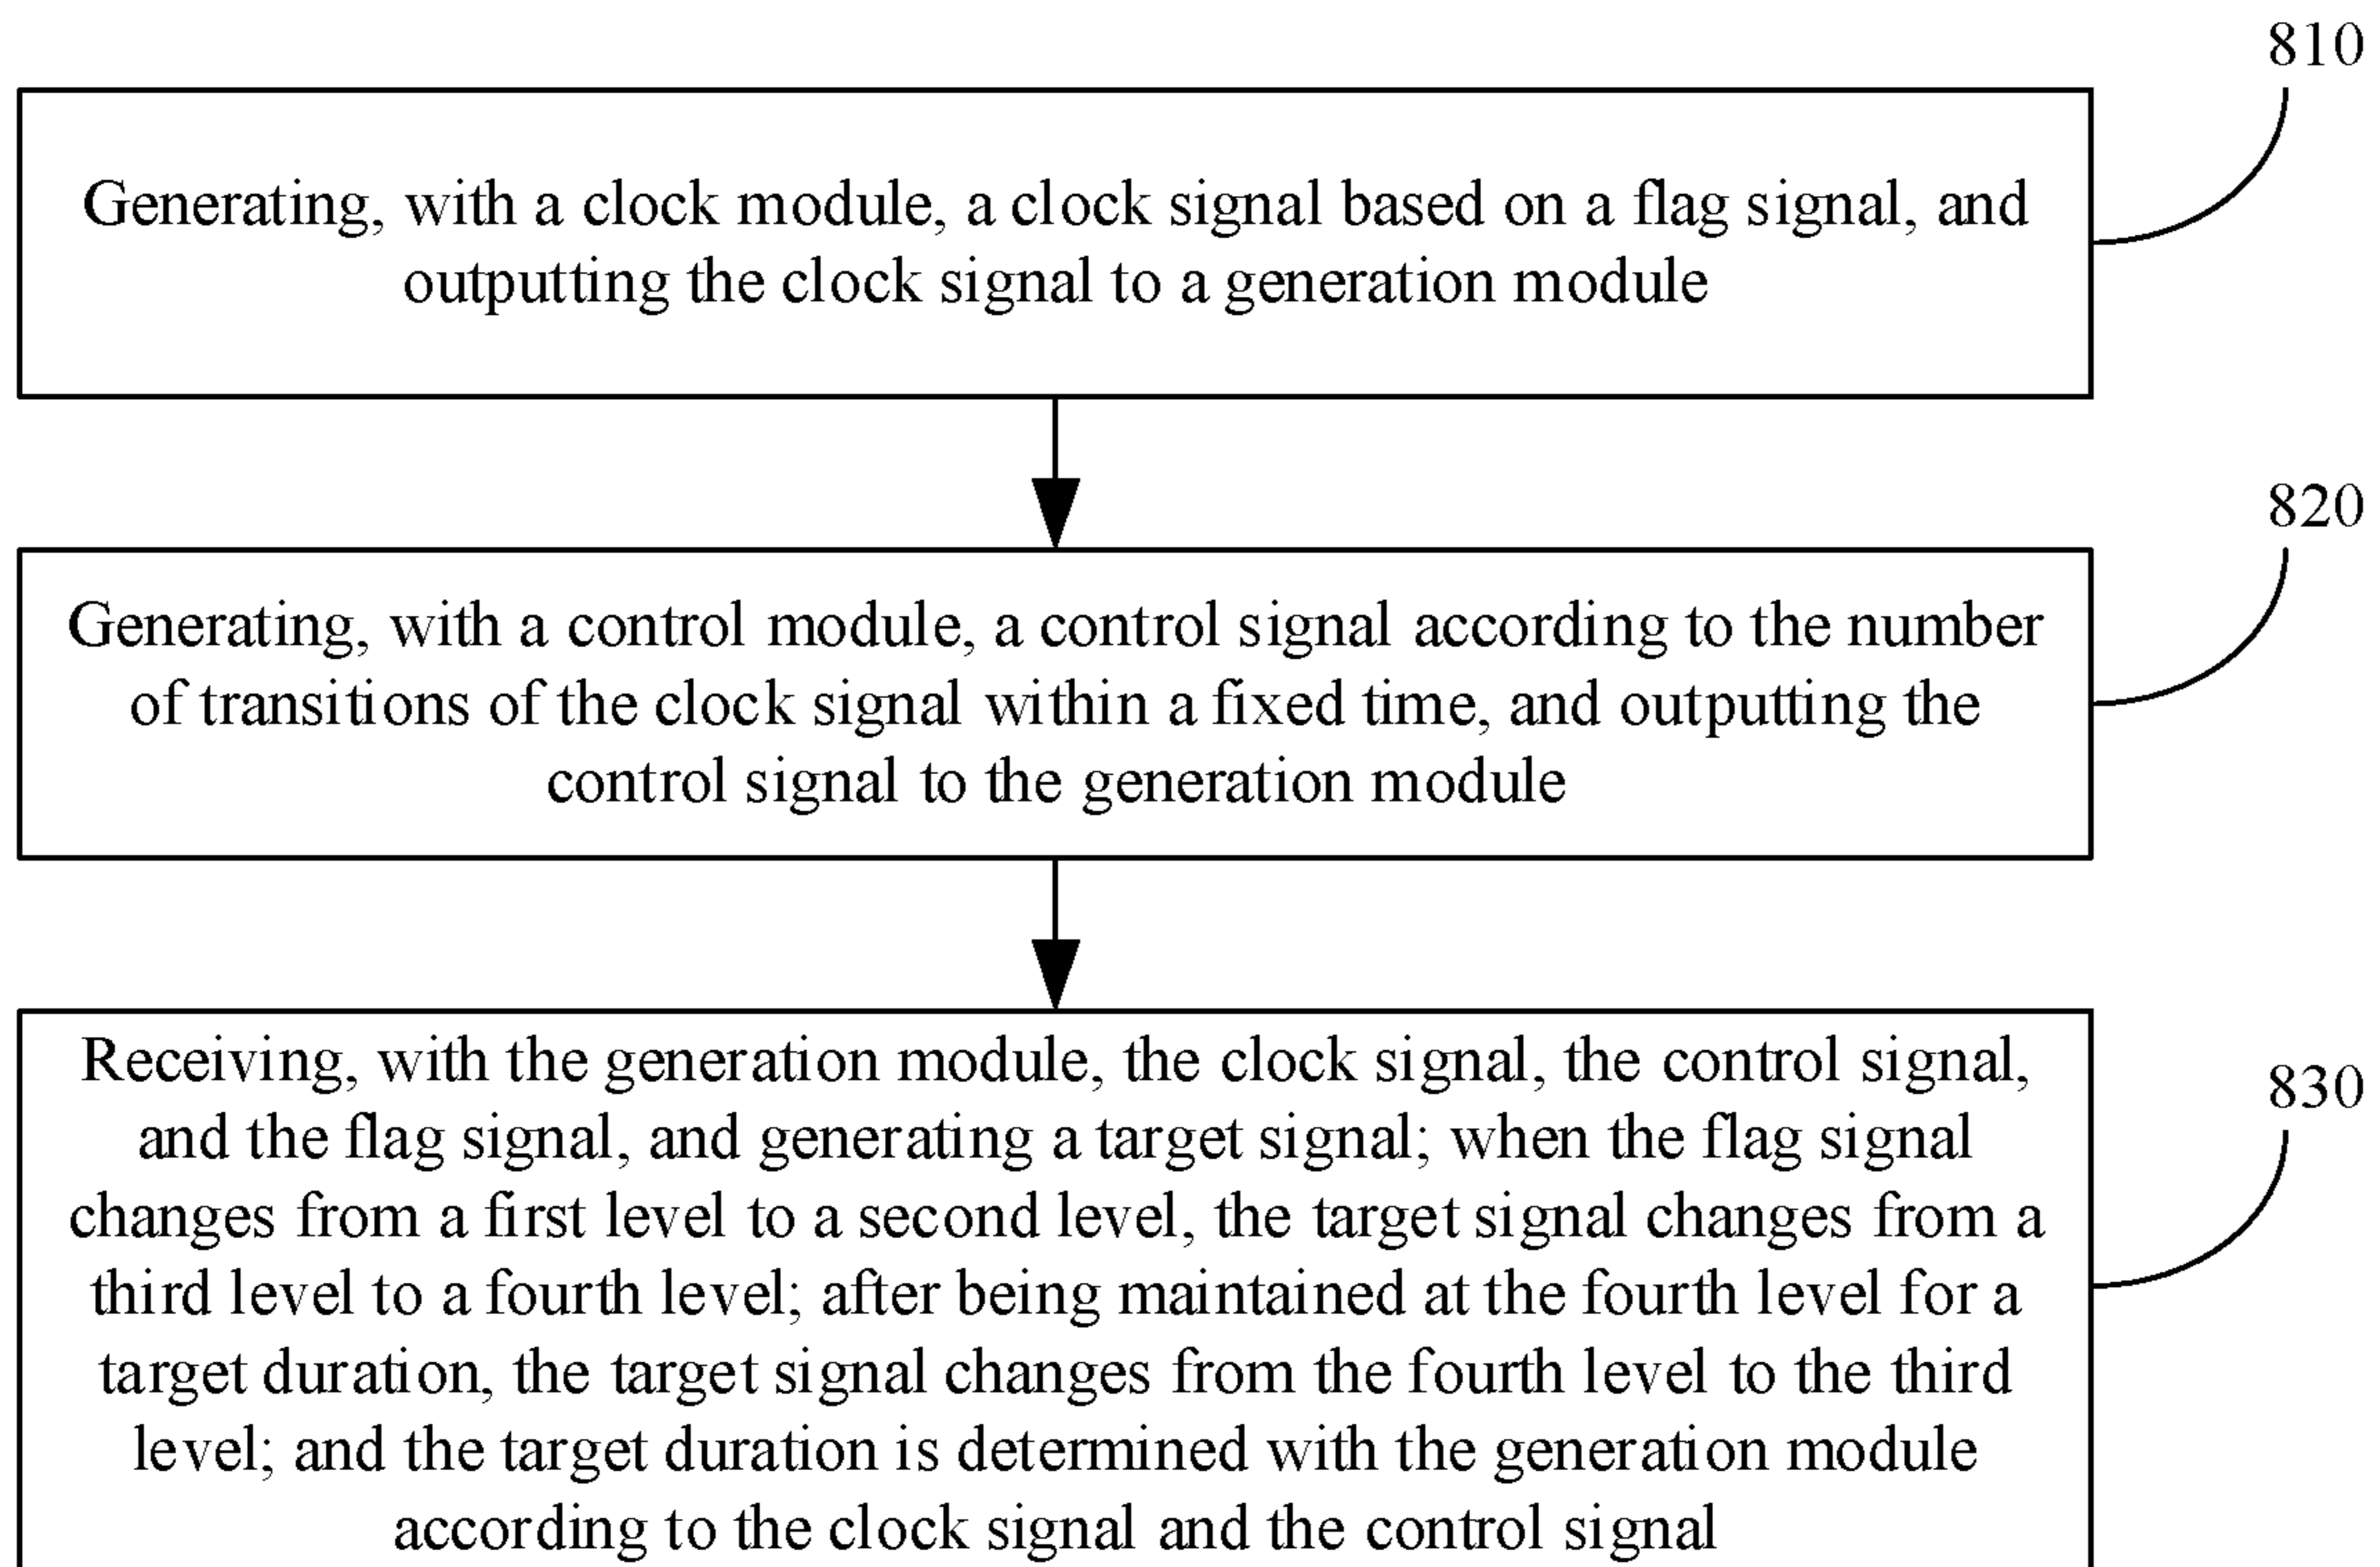 810
Generating, with a clock module, a clock signal based on a flag signal, and
outputting the clock signal to a generation module
820
Generating, with a control module, a control signal according to the number
of transitions of the clock signal within a fixed time, and outputting the
control signal to the generation module
830
Receiving, with the generation module, the clock signal, the control signal,
and the flag signal, and generating a target signal; when the flag signal
changes from a first level to a second level, the target signal changes from a
third level to a fourth level; after being maintained at the fourth level for a
target duration, the target signal changes from the fourth level to the third
level; and the target duration is determined with the generation module
according to the clock signal and the control signal